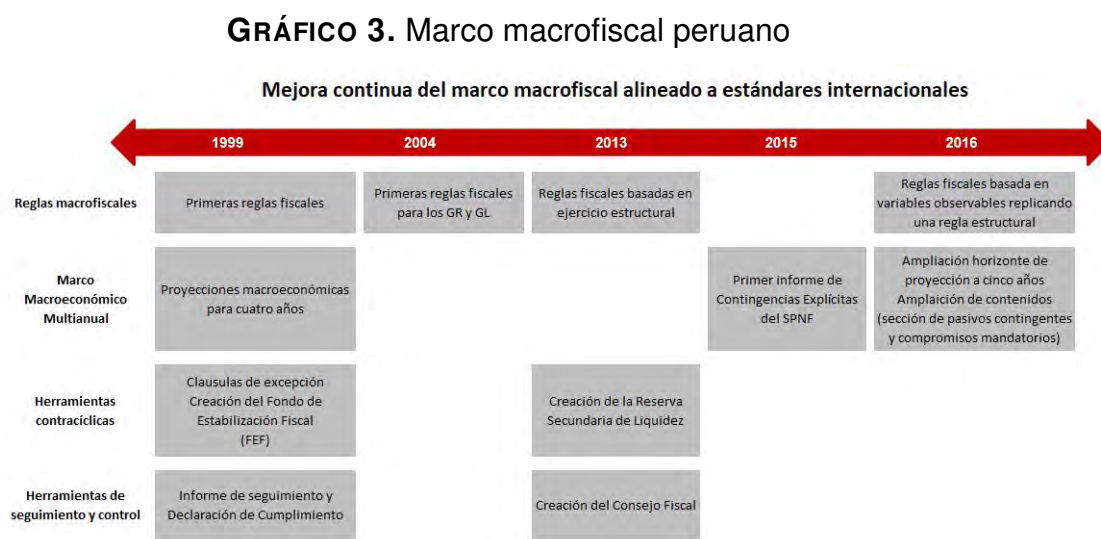 GRÁFICO 3. Marco macrofiscal peruano
Mejora continua del marco macrofiscal alineado a estándares internacionales
1999 2004 2013 2015 2016
Reglas macrofiscales
Primeras reglas fiscales
Primeras reglas fiscales
para los GR y GL
Reglas fiscales basadas en
ejercicio estructural
Reglas fiscales basada en
variables observables replicando
una regla estructural
Marco
Macroeconómico
Multianual
Proyecciones macroeconómicas
para cuatro años
Primer informe de
Contingencias Explícitas
del SPNF
Ampliación horizonte de
proyección a cinco años
Amplaición de contenidos
(sección de pasivos contingentes
y compromisos mandatorios)
Herramientas
contracíclicas
Clausulas de excepción
Creación del Fondo de
Estabilización Fiscal
(FEF)
Creación de la Reserva
Secundaria de Liquidez
Herramientas de
seguimiento y control
Informe de seguimiento y
Declaración de Cumplimiento
Creación del Consejo Fiscal